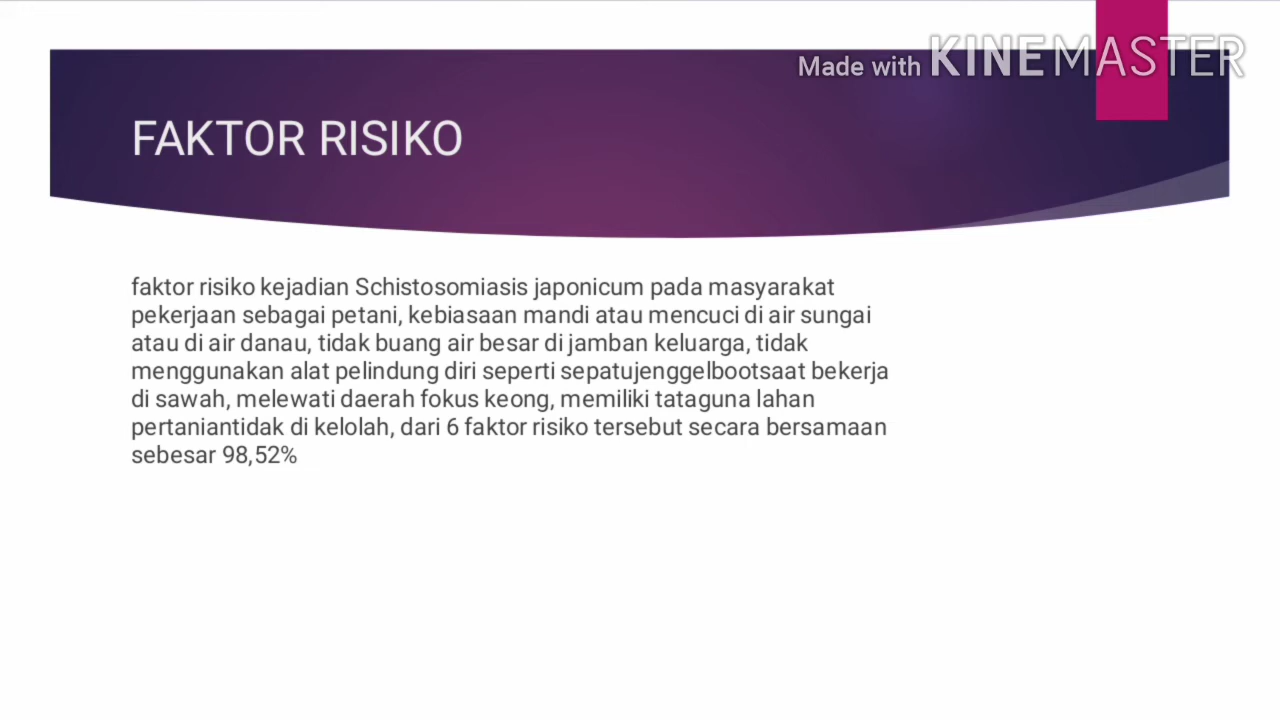 Made with KINEMASTER
FAKTOR RISIKO
faktor risiko kejadian Schistosomiasis japonicum pada masyarakat
pekerjaan sebagai petani, kebiasaan mandi atau mencuci di air sungai
atau di air danau, tidak buang air besar di jamban keluarga, tidak
menggunakan alat pelindung diri seperti sepatujenggelbootsaat bekerja
di sawah, melewati daerah fokus keong, memiliki tataguna lahan
pertaniantidak di kelolah, dari 6 faktor risiko tersebut secara bersamaan
sebesar 98,52%